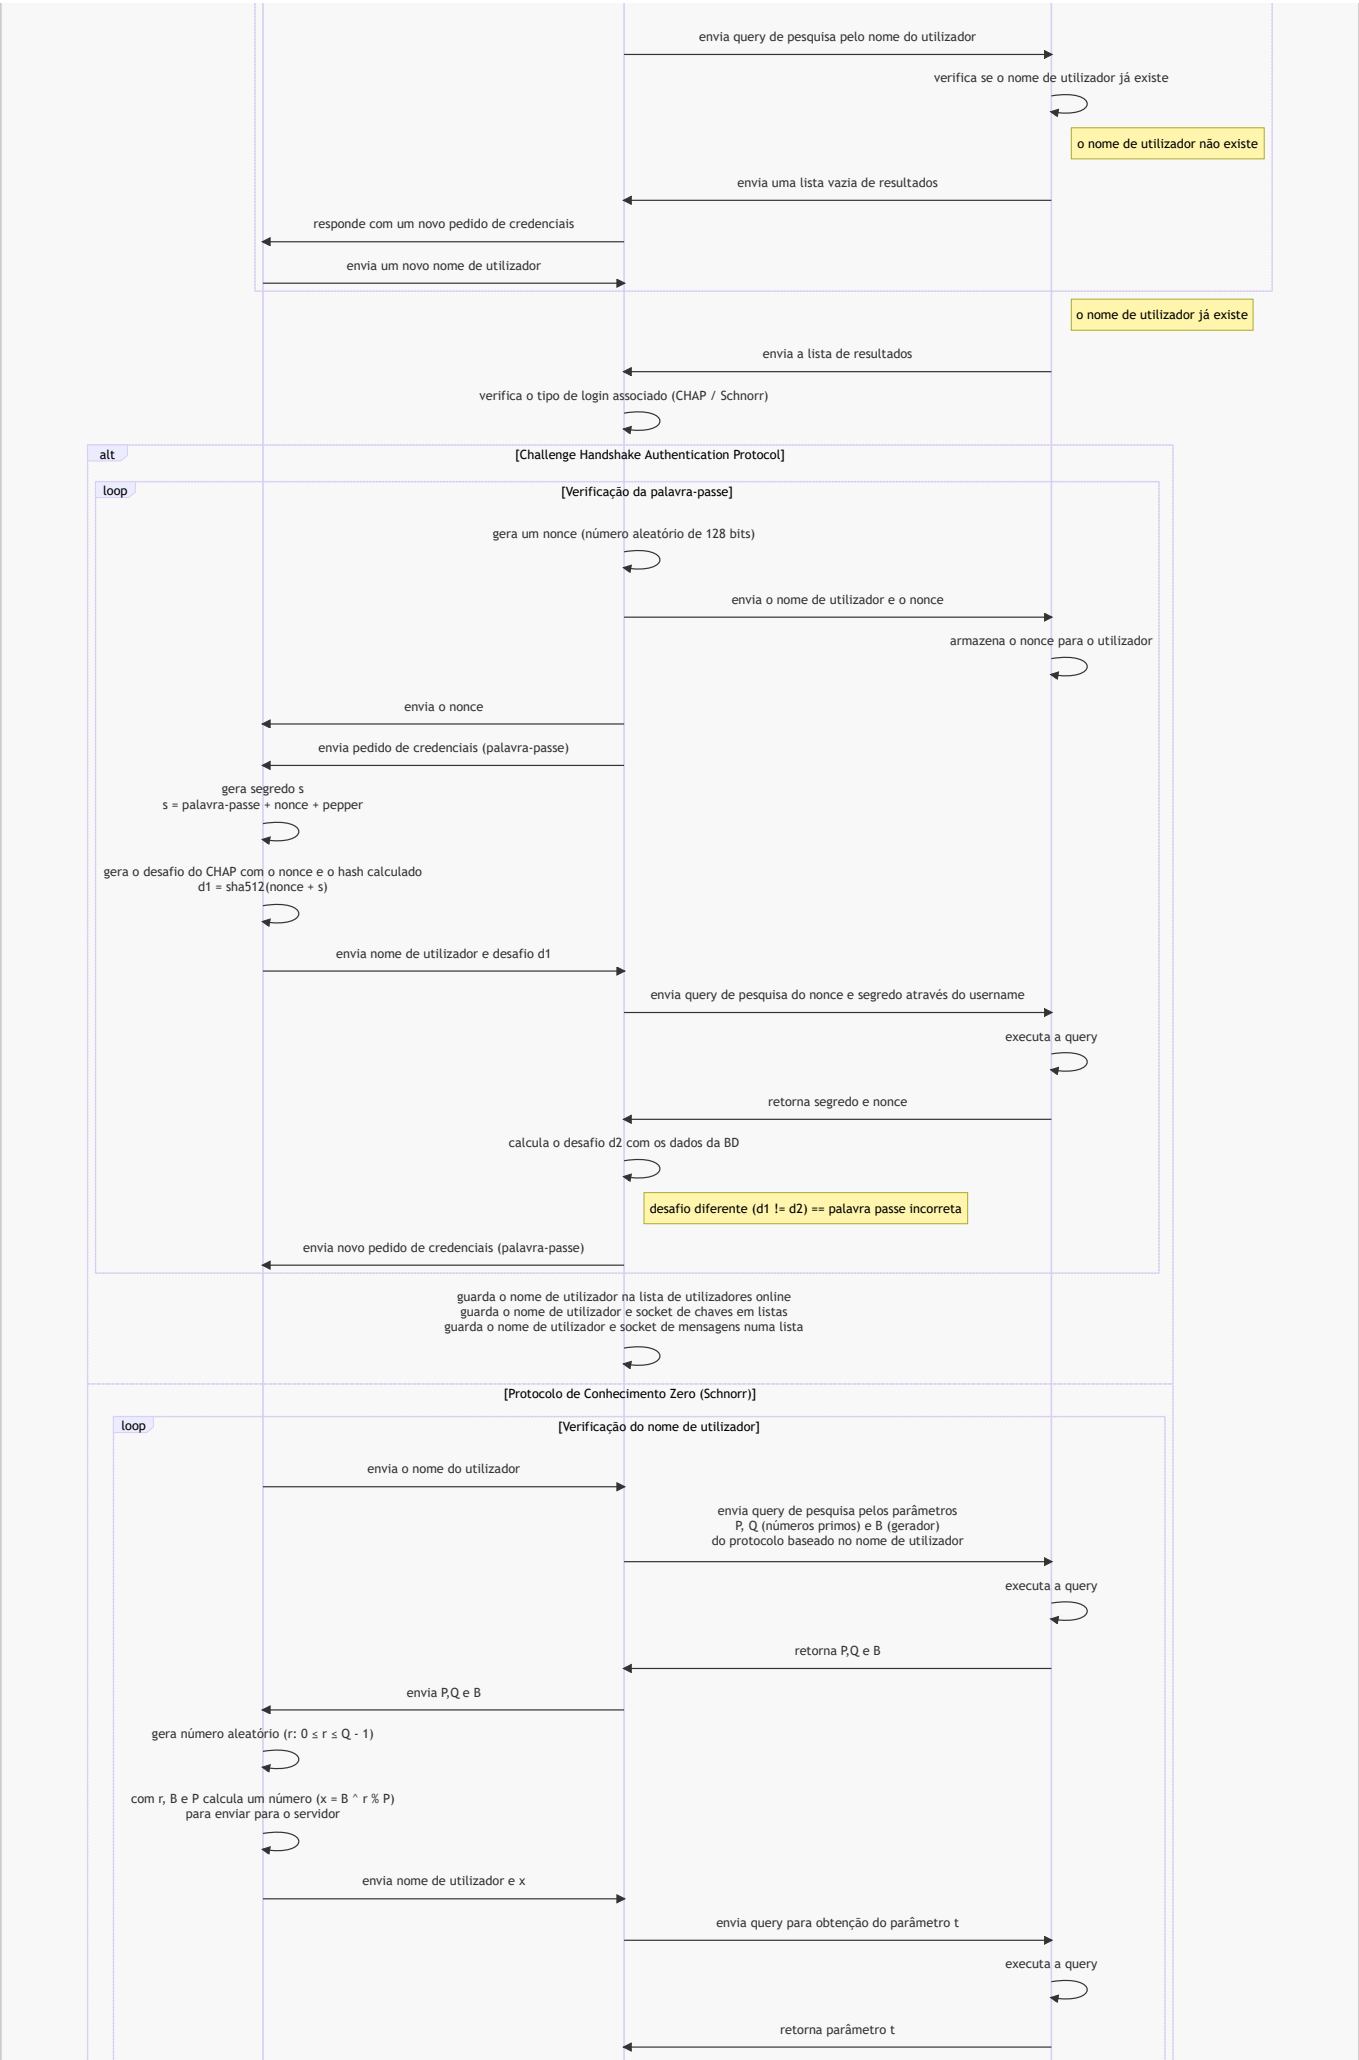 envia query de pesquisa pelo nome do utilizador
verifica se o nome de utilizador já existe
o nome de utilizador não existe
envia uma lista vazia de resultados
responde com um novo pedido de credenciais
envia um novo nome de utilizador
o nome de utilizador já existe
envia a lista de resultados
verifica o tipo de login associado (CHAP / Schnorr)
alt
[Challenge Handshake Authentication Protocol]
loop
[Verificação da palavra-passe]
gera um nonce (número aleatório de 128 bits)
envia o nome de utilizador e o nonce
armazena o nonce para o utilizador
envia o nonce
envia pedido de credenciais (palavra-passe)
gera segredo s
s = palavra-passe + nonce + pepper
gera o desafio do CHAP com o nonce e o hash calculado
d1 = sha512(nonce + s)
envia nome de utilizador e desafio d1
envia query de pesquisa do nonce e segredo através do username
executa a query
retorna segredo e nonce
calcula o desafio d2 com os dados da BD
desafio diferente (d1 != d2) == palavra passe incorreta
envia novo pedido de credenciais (palavra-passe)
guarda o nome de utilizador na lista de utilizadores online
guarda o nome de utilizador e socket de chaves em listas
guarda o nome de utilizador e socket de mensagens numa lista
[Protocolo de Conhecimento Zero (Schnorr)]
loop
[Verificação do nome de utilizador]
envia o nome do utilizador
envia query de pesquisa pelos parâmetros
P, Q (números primos) e B (gerador)
do protocolo baseado no nome de utilizador
executa a query
retorna P,Q e B
envia P,Q e B
gera número aleatório (r: 0 ≤ r ≤ Q - 1)
com r, B e P calcula um número (x = B ^ r % P)
para enviar para o servidor
envia nome de utilizador e x
envia query para obtenção do parâmetro t
executa a query
retorna parâmetro t